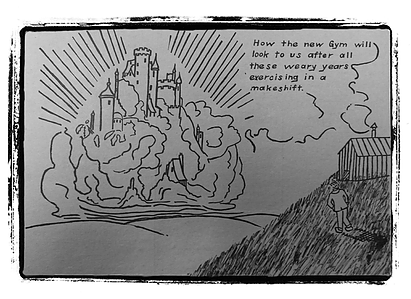 How the new Gym will
look to us after all
these weary years
exercising in a
makeshift.